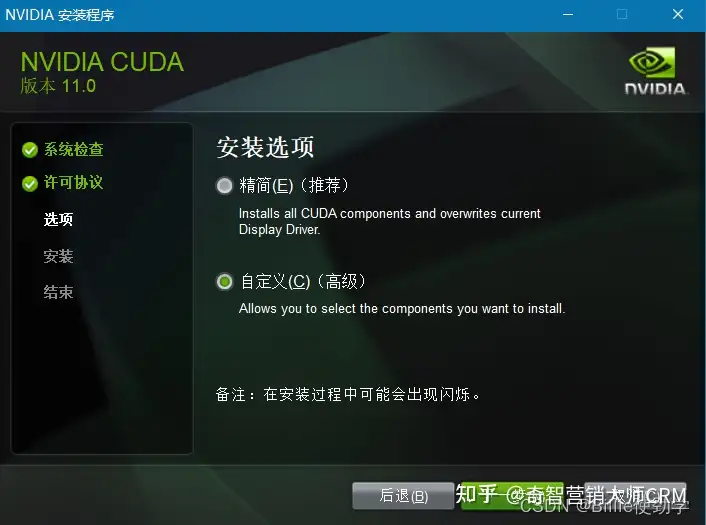 NVIDIA 安装程序
NVIDIA CUDA
版本 11.0
NVIDIA.
系统检查
许可协议
选项
安装
结束
安装选项
精简(E)（推荐）
Installs all CUDA components and overwrites current
Display Driver.
自定义(C)（高级）
Allows you to select the components you want to install.
备注：在安装过程中可能会出现闪烁。
后退(B)
知乎 @奇智营销大师CRM
CSDN @Billie使劲学